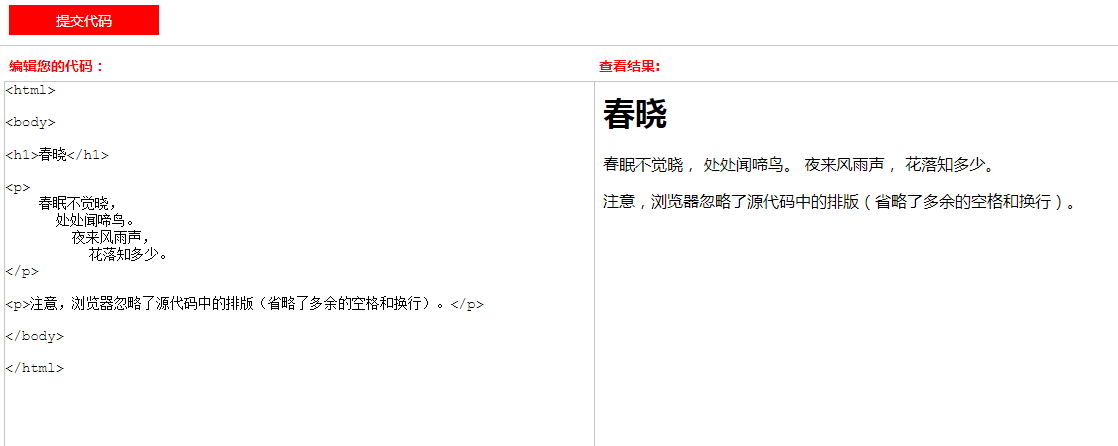 提交代码
编辑您的代码：
查看结果:
<html>
<body>
<h1>春晓</h1>
<p>
春眠不觉晓，
处处闻啼鸟。
夜来风雨声，
花落知多少。
</p>
<p>注意，浏览器忽略了源代码中的排版（省略了多余的空格和换行）。</p>
</body>
</html>
春晓
春眠不觉晓， 处处闻啼鸟。 夜来风雨声， 花落知多少。
注意，浏览器忽略了源代码中的排版（省略了多余的空格和换行）。